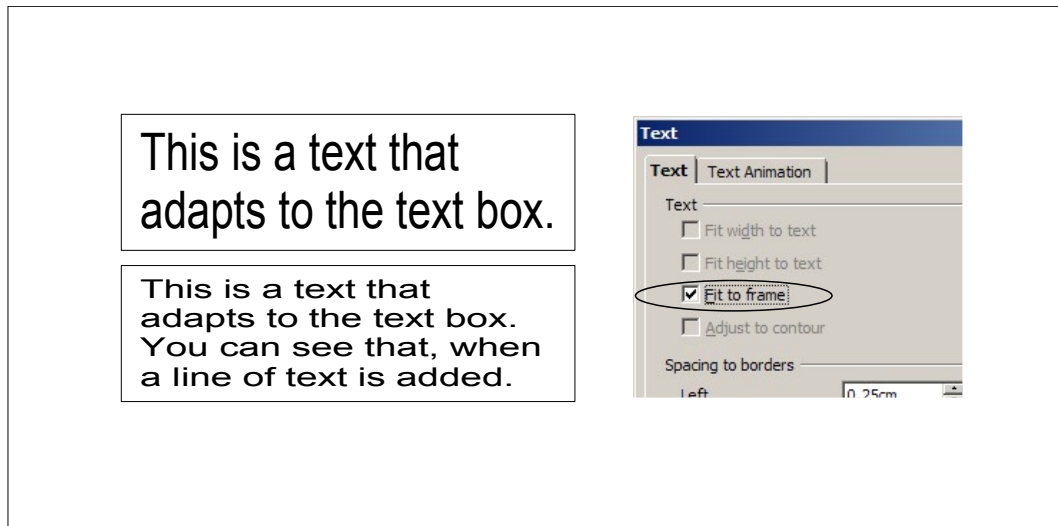 This is a text that
adapts to the text box.
This is a text that
adapts to the text box.
You can see that, when
a line of text is added.
Text
Text Text Animation
Text
Fit width to text
Fit height to text
Fit to frame
Adjust to contour
Spacing to borders
Left 0,25cm